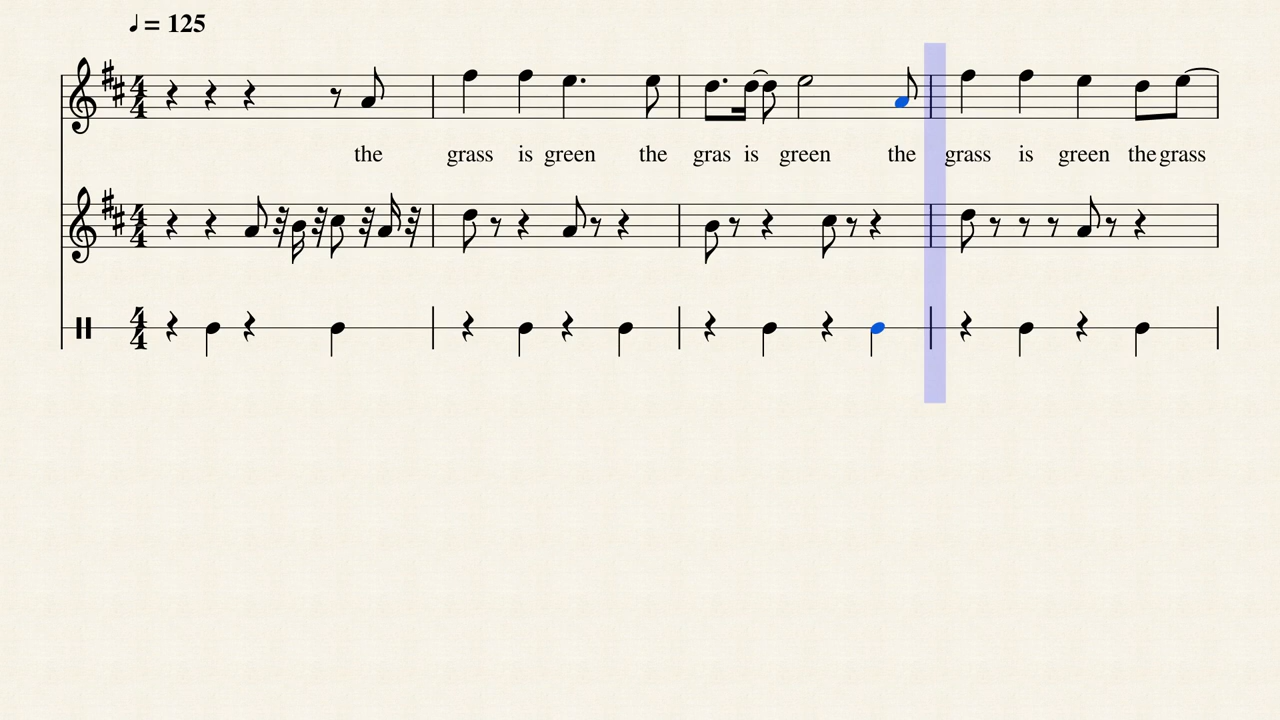 ♩= 125
the grass is green the gras is green the grass is green the grass